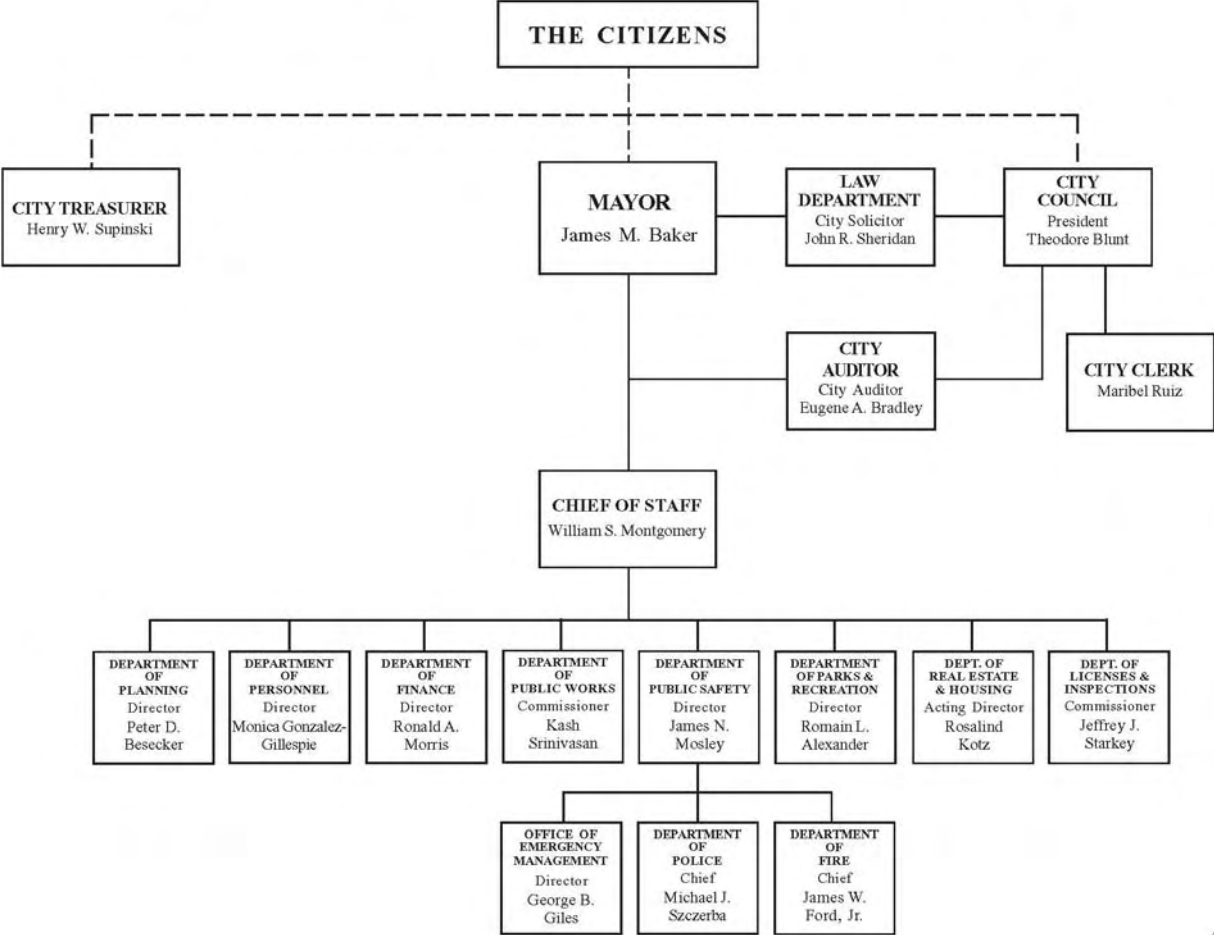 THE CITIZENS
CITY TREASURER
Henry W. Supinski
MAYOR
James M. Baker
LAW
DEPARTMENT
City Solicitor
John R. Sheridan
CITY
COUNCIL
President
Theodore Blunt
CITY
AUDITOR
City Auditor
Eugene A. Bradley
CITY CLERK
Maribel Ruiz
CHIEF OF STAFF
William S. Montgomery
DEPARTMENT
OF
PLANNING
Director
Peter D.
Besecker
DEPARTMENT
OF
PERSONNEL
Director
Monica Gonzalez-
Gillespie
DEPARTMENT
OF
FINANCE
Director
Ronald A.
Morris
DEPARTMENT
OF
PUBLIC WORKS
Commissioner
Kash
Srinivasan
DEPARTMENT
OF
PUBLIC SAFETY
Director
James N.
Mosley
DEPARTMENT
OF PARKS &
RECREATION
Director
Romain L.
Alexander
DEPT. OF
REAL ESTATE
& HOUSING
Acting Director
Rosalind
Kotz
DEPT. OF
LICENSES &
INSPECTIONS
Commissioner
Jeffrey J.
Starkey
OFFICE OF
EMERGENCY
MANAGEMENT
Director
George B.
Giles
DEPARTMENT
OF
POLICE
Chief
Michael J.
Szczerba
DEPARTMENT
OF
FIRE
Chief
James W.
Ford, Jr.